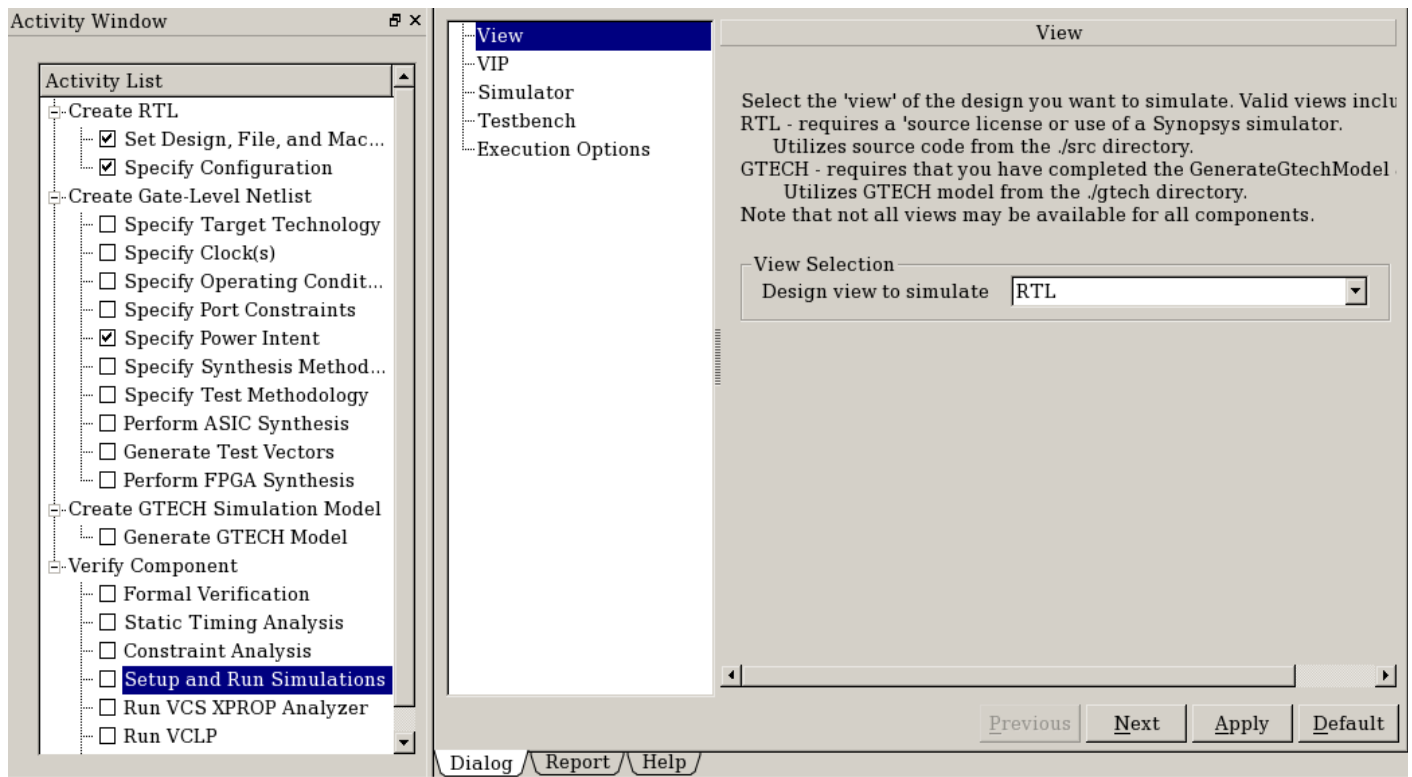 Activity Window
Activity List
Create RTL
Set Design, File, and Mac...
Specify Configuration
Create Gate-Level Netlist
Specify Target Technology
Specify Clock(s)
Specify Operating Condit...
Specify Port Constraints
Specify Power Intent
Specify Synthesis Method...
Specify Test Methodology
Perform ASIC Synthesis
Generate Test Vectors
Perform FPGA Synthesis
Create GTECH Simulation Model
Generate GTECH Model
Verify Component
Formal Verification
Static Timing Analysis
Constraint Analysis
Setup and Run Simulations
Run VCS XPROP Analyzer
Run VCLP
View
VIP
Simulator
Testbench
Execution Options
View
Select the 'view' of the design you want to simulate. Valid views inclu
RTL - requires a 'source license or use of a Synopsys simulator.
Utilizes source code from the ./src directory.
GTECH - requires that you have completed the GenerateGtechModel
Utilizes GTECH model from the ./gtech directory.
Note that not all views may be available for all components.
View Selection
Design view to simulate RTL
Previous Next Apply Default
Dialog Report Help